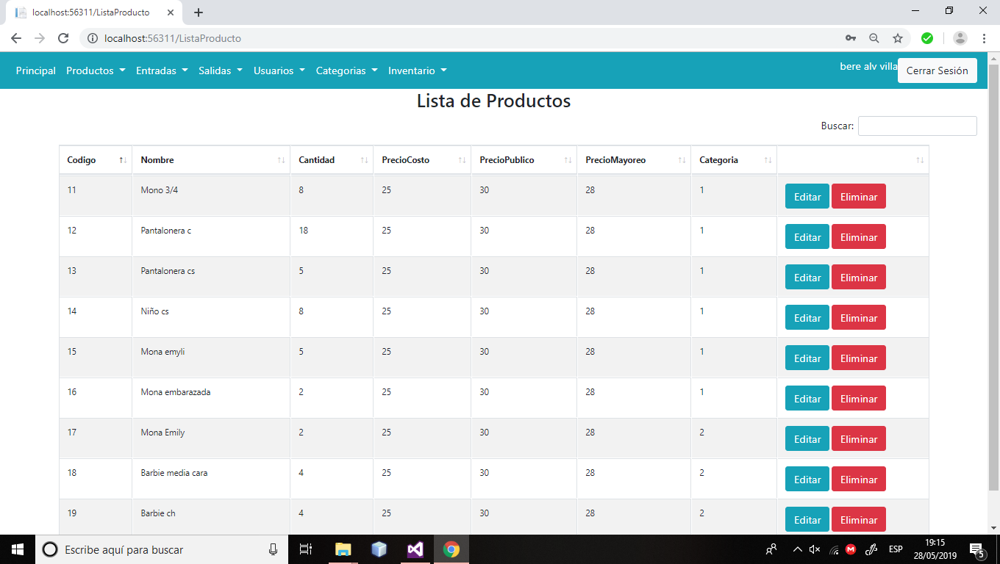 localhost:56311/ListaProducto
localhost:56311/ListaProducto
Principal Productos Entradas Salidas Usuarios Categorias Inventario bere alv villa Cerrar Sesión
Lista de Productos
Buscar:
Codigo Nombre Cantidad PrecioCosto PrecioPublico PrecioMayoreo Categoria
11 Mono 3/4 8 25 30 28 1 Editar Eliminar
12 Pantalonera c 18 25 30 28 1 Editar Eliminar
13 Pantalonera cs 5 25 30 28 1 Editar Eliminar
14 Niño cs 8 25 30 28 1 Editar Eliminar
15 Mona emyli 5 25 30 28 1 Editar Eliminar
16 Mona embarazada 2 25 30 28 1 Editar Eliminar
17 Mona Emily 2 25 30 28 2 Editar Eliminar
18 Barbie media cara 4 25 30 28 2 Editar Eliminar
19 Barbie ch 4 25 30 28 2 Editar Eliminar
Escribe aquí para buscar
ESP
19:15
28/05/2019
5